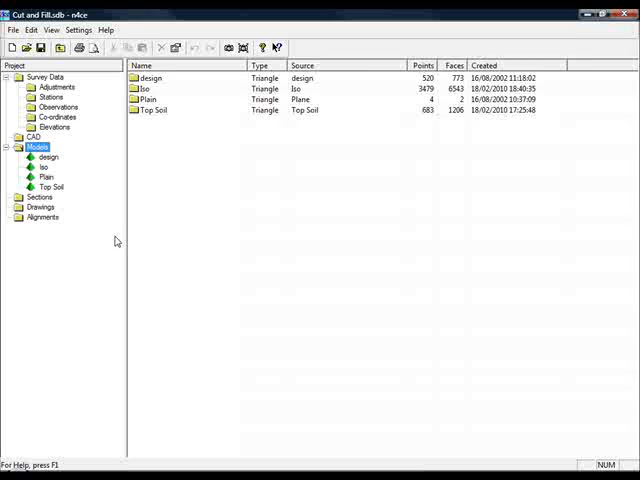 Cut and Fill.sdb - n4ce
File Edit View Settings Help
Project
Survey Data
Adjustments
Stations
Observations
Co-ordinates
Elevations
CAD
Models
design
Iso
Plain
Top Soil
Sections
Drawings
Alignments
Name Type Source Points Faces Created
design Triangle design 520 773 16/08/2002 11:18:02
Iso Triangle Iso 3479 6543 18/02/2010 18:40:35
Plain Triangle Plane 4 2 16/08/2002 10:37:09
Top Soil Triangle Top Soil 683 1206 18/02/2010 17:25:48
For Help, press F1
NUM